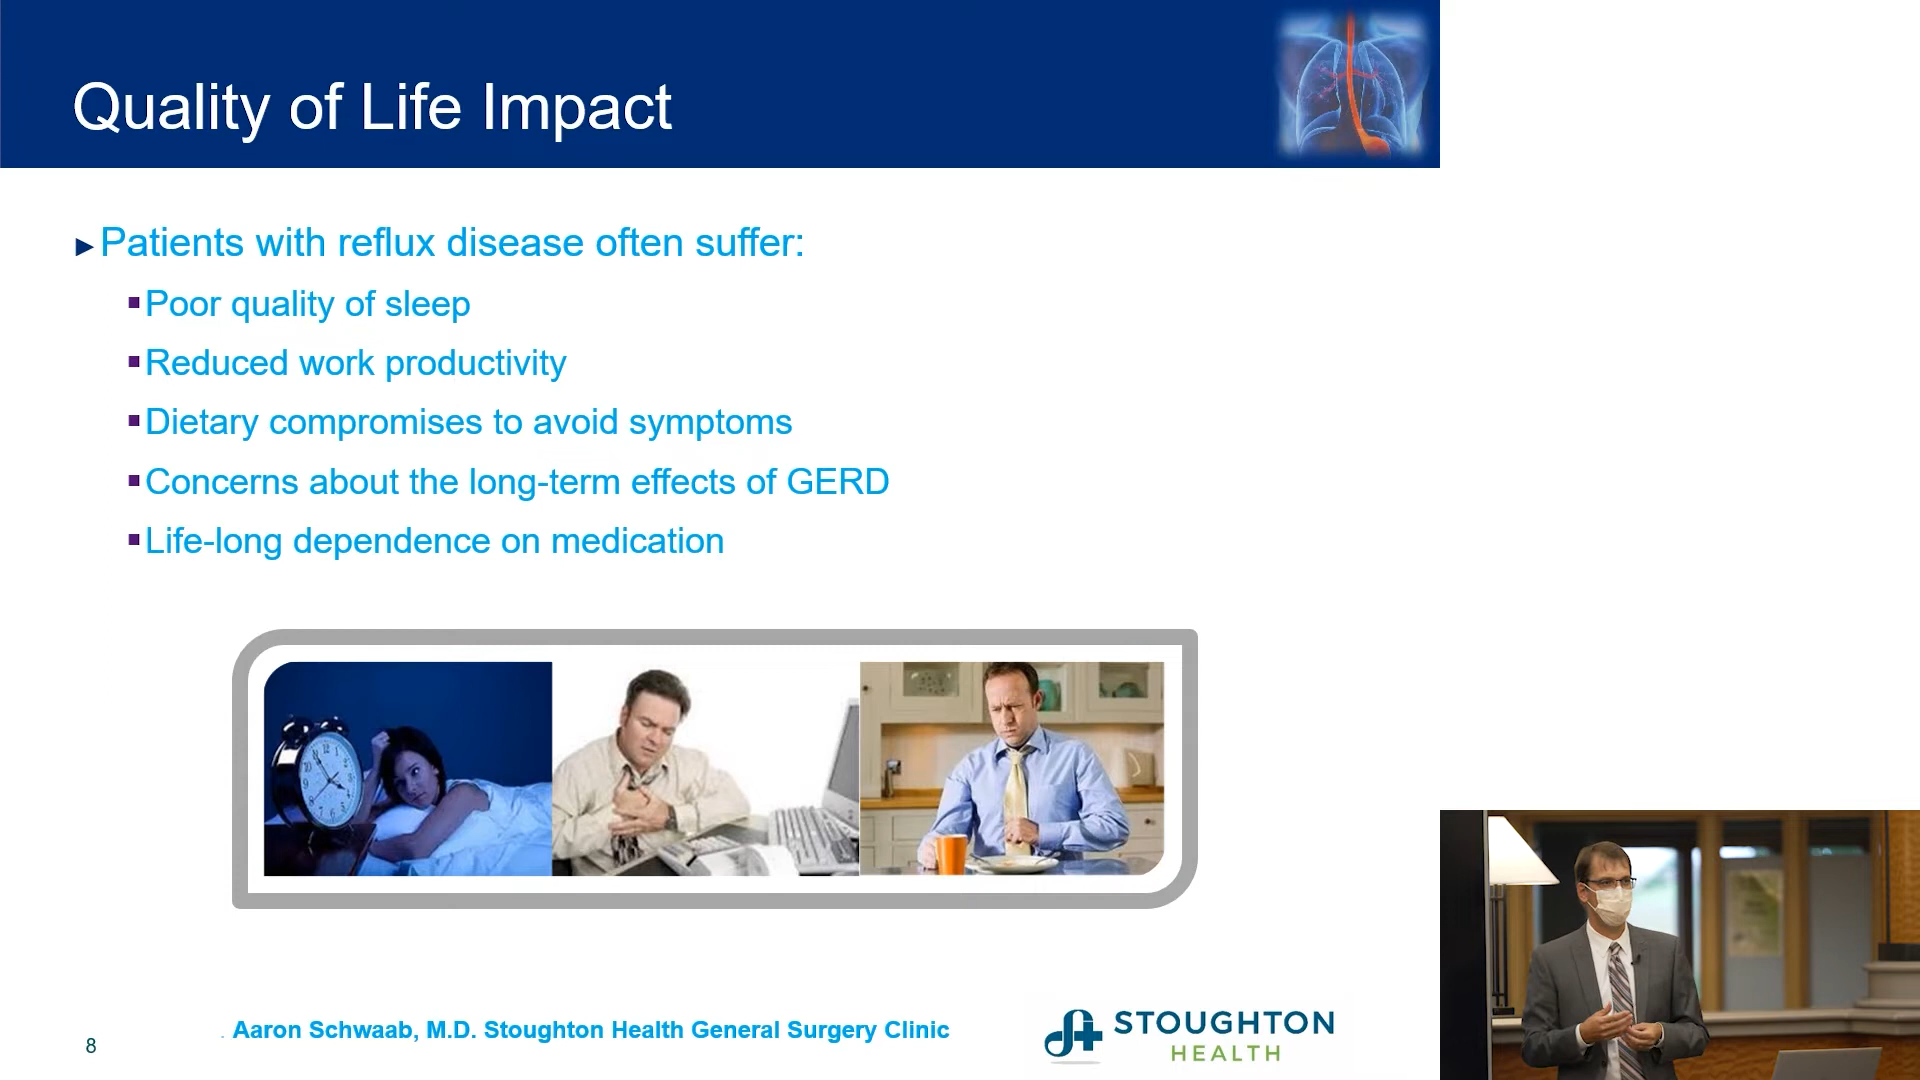 Quality of Life Impact
►Patients with reflux disease often suffer:
▪Poor quality of sleep
▪Reduced work productivity
▪Dietary compromises to avoid symptoms
▪Concerns about the long-term effects of GERD
▪Life-long dependence on medication
. Aaron Schwaab, M.D. Stoughton Health General Surgery Clinic
STOUGHTON
HEALTH
8